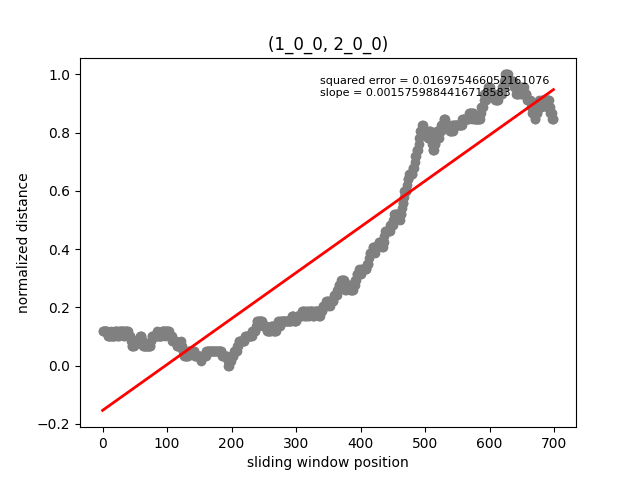 (1_0_0, 2_0_0)
squared error = 0.016975466052161076
slope = 0.0015759884416718583
1.0
0.8
0.6
0.4
0.2
0.0
−0.2
normalized distance
0 100 200 300 400 500 600 700
sliding window position